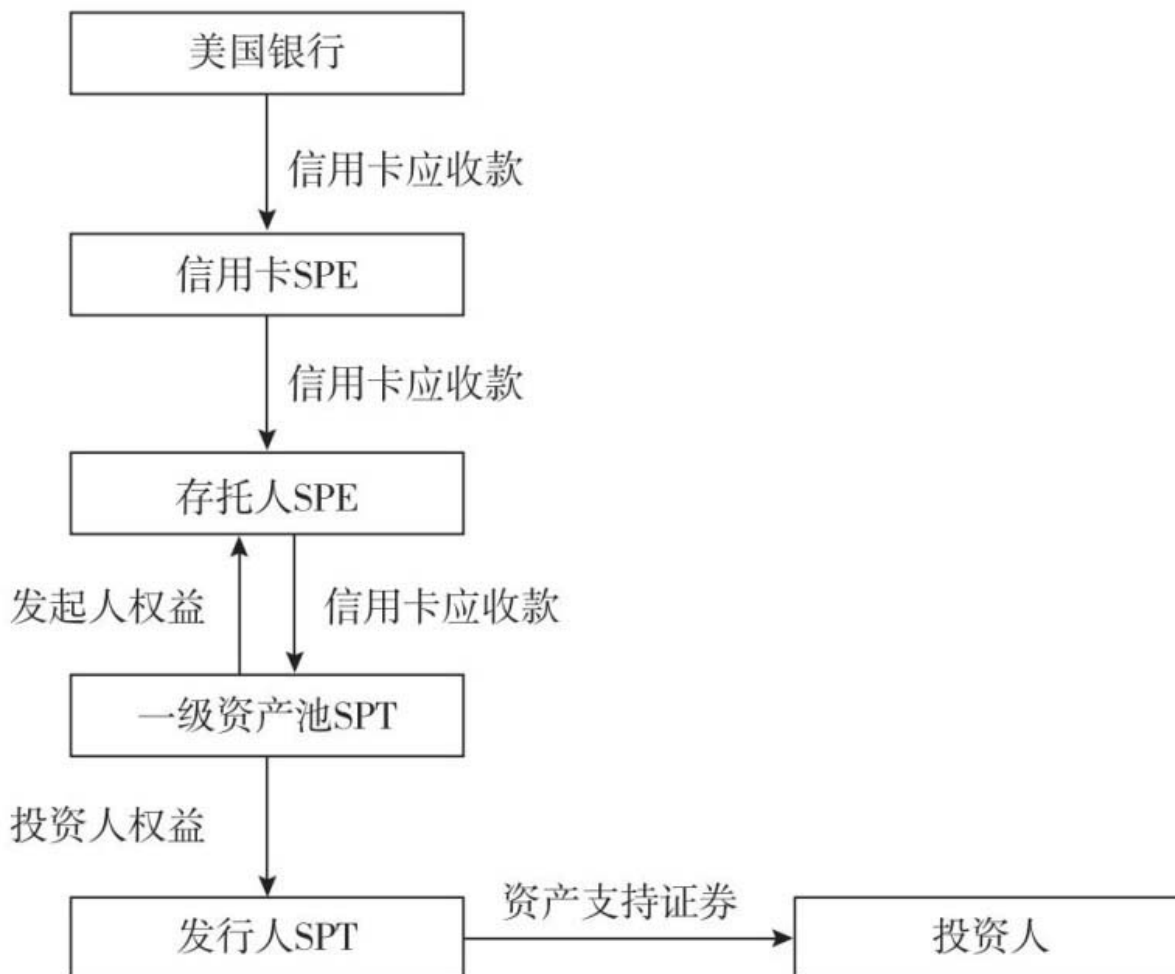 美国银行
信用卡应收款
信用卡SPE
信用卡应收款
存托人SPE
发起人权益
信用卡应收款
一级资产池SPT
投资人权益
资产支持证券
发行人SPT
投资人